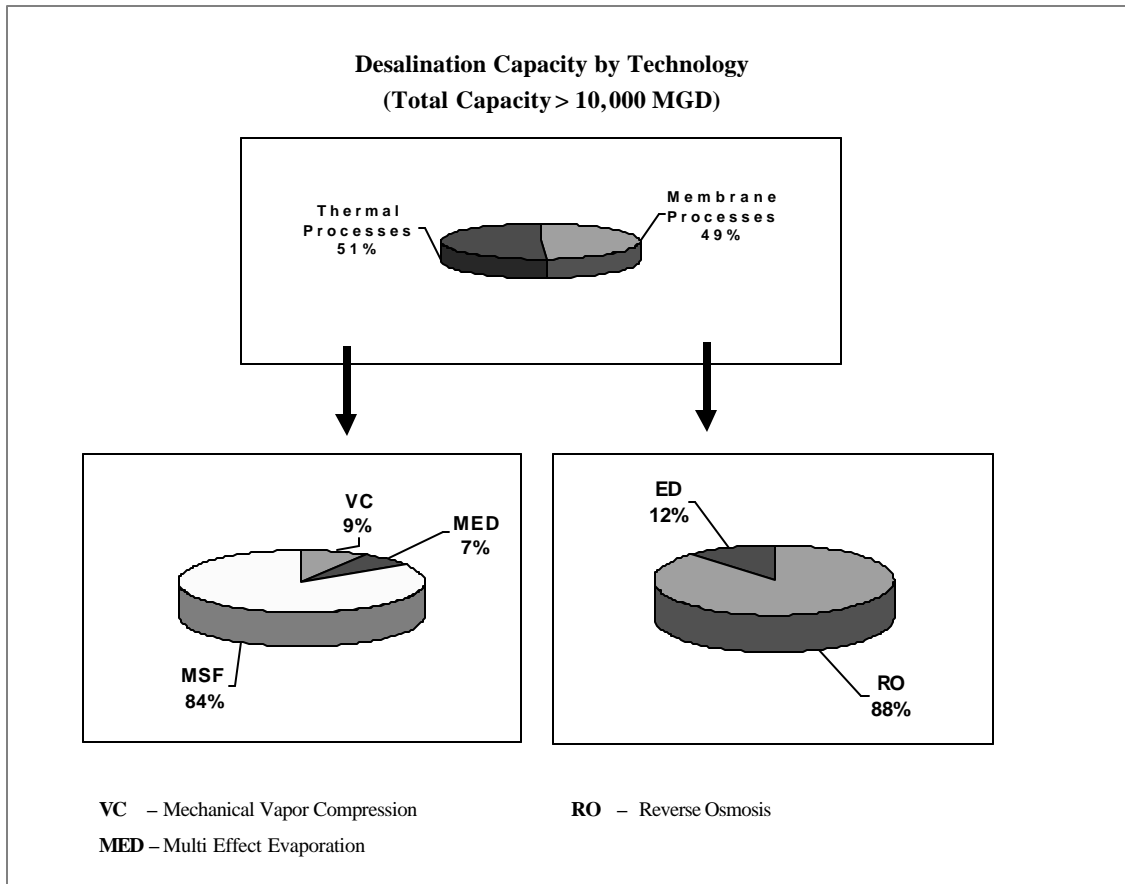 Desalination Capacity by Technology
(Total Capacity > 10,000 MGD)
Thermal
Processes
51%
Membrane
Processes
49%
VC
9%
MED
7%
MSF
84%
ED
12%
RO
88%
VC – Mechanical Vapor Compression
RO – Reverse Osmosis
MED – Multi Effect Evaporation